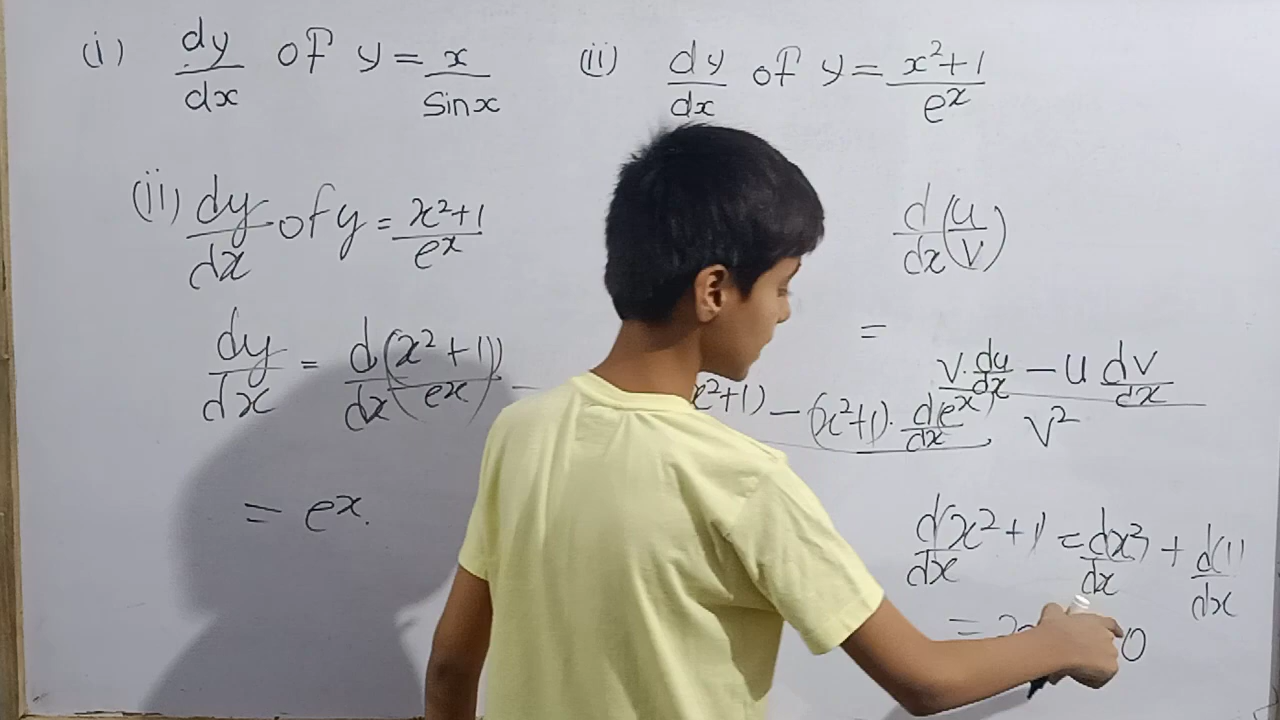 (i) dy/dx of y = x/sinx (ii) dy/dx of y = x²+1/e^x
(ii) dy/dx of y = x²+1/e^x
d/dx(u/v)
dy/dx = d/dx(x²+1/e^x) = x²+1) - (x²+1)·d(e^x)/dx
= v·du/dx - u dv/dx / v²
= e^x.
d(x²+1)/dx = dx²/dx + d(1)/dx
= 2 0